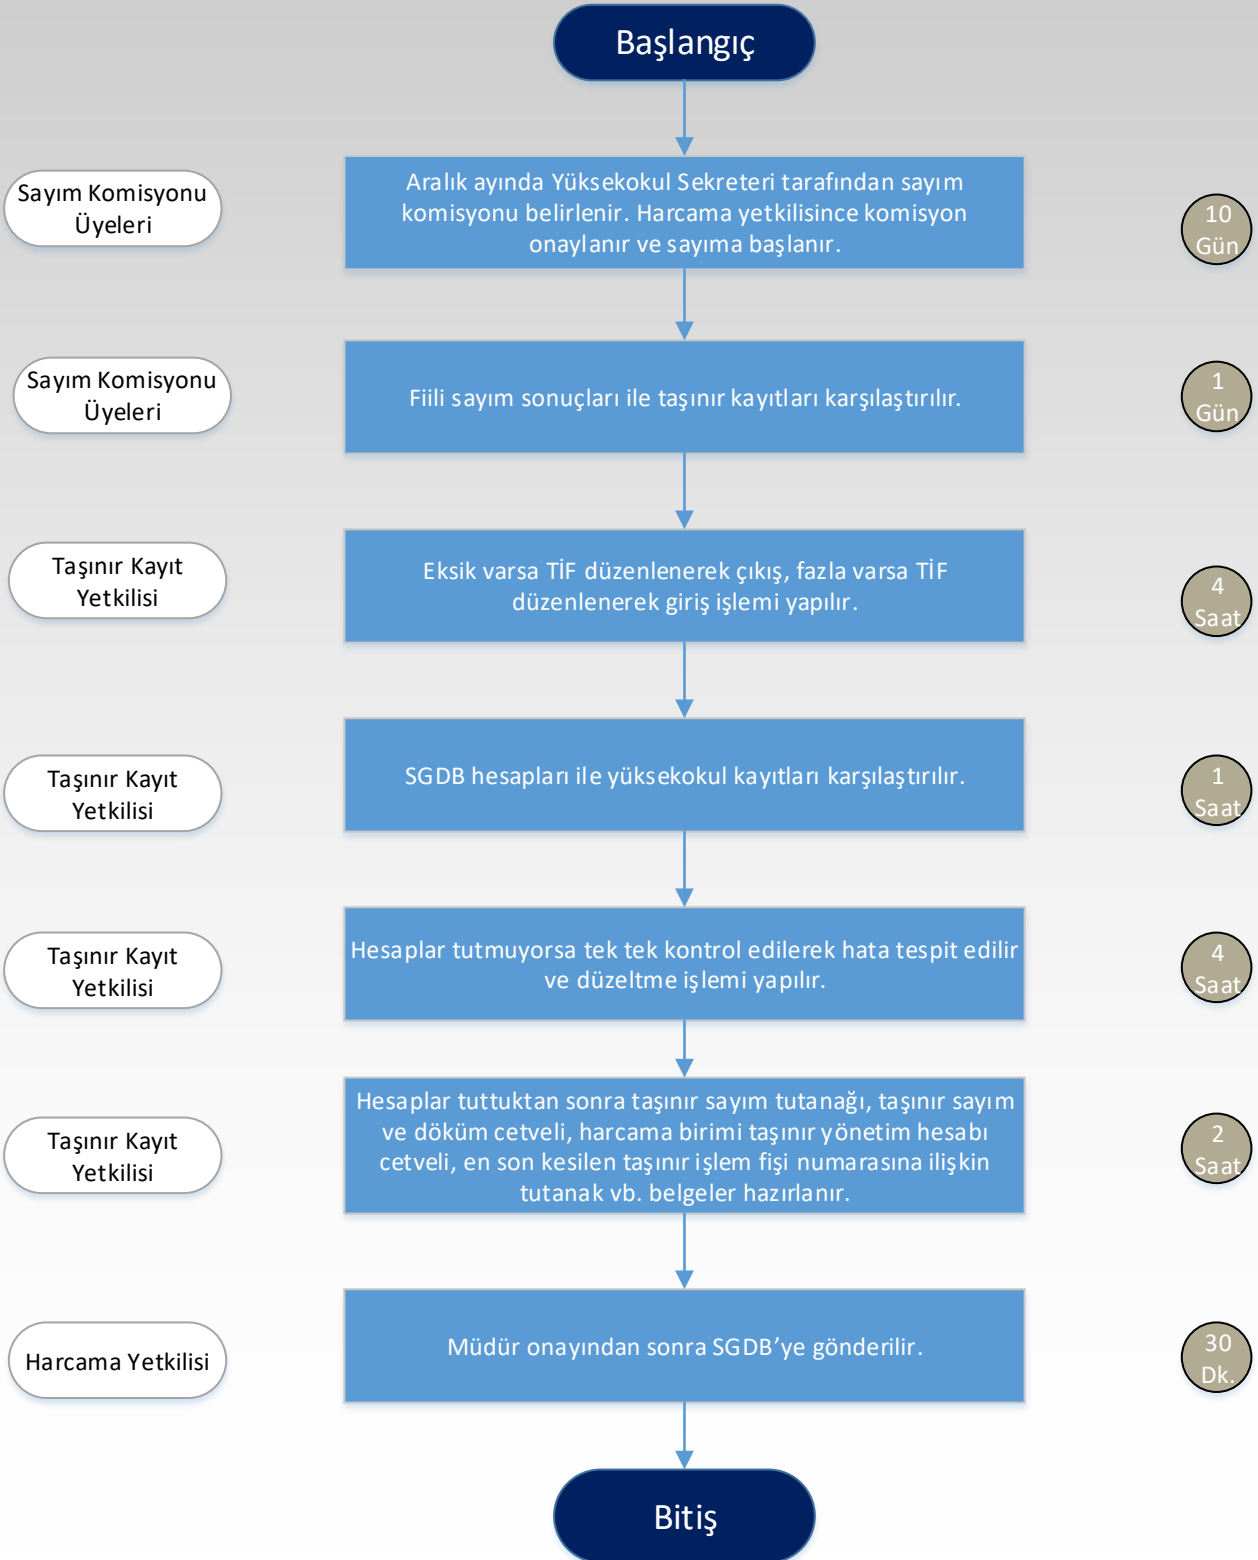 Başlangıç
Sayım Komisyonu
Üyeleri
Aralık ayında Yüksekokul Sekreteri tarafından sayım
komisyonu belirlenir. Harcama yetkilisince komisyon
onaylanır ve sayıma başlanır.
10
Gün
Sayım Komisyonu
Üyeleri
Fiili sayım sonuçları ile taşınır kayıtları karşılaştırılır.
1
Gün
Taşınır Kayıt
Yetkilisi
Eksik varsa TİF düzenlenerek çıkış, fazla varsa TİF
düzenlenerek giriş işlemi yapılır.
4
Saat
Taşınır Kayıt
Yetkilisi
SGDB hesapları ile yüksekokul kayıtları karşılaştırılır.
1
Saat
Taşınır Kayıt
Yetkilisi
Hesaplar tutmuyorsa tek tek kontrol edilerek hata tespit edilir
ve düzeltme işlemi yapılır.
4
Saat
Taşınır Kayıt
Yetkilisi
Hesaplar tuttuktan sonra taşınır sayım tutanağı, taşınır sayım
ve döküm cetveli, harcama birimi taşınır yönetim hesabı
cetveli, en son kesilen taşınır işlem fişi numarasına ilişkin
tutanak vb. belgeler hazırlanır.
2
Saat
Harcama Yetkilisi
Müdür onayından sonra SGDB’ye gönderilir.
30
Dk.
Bitiş